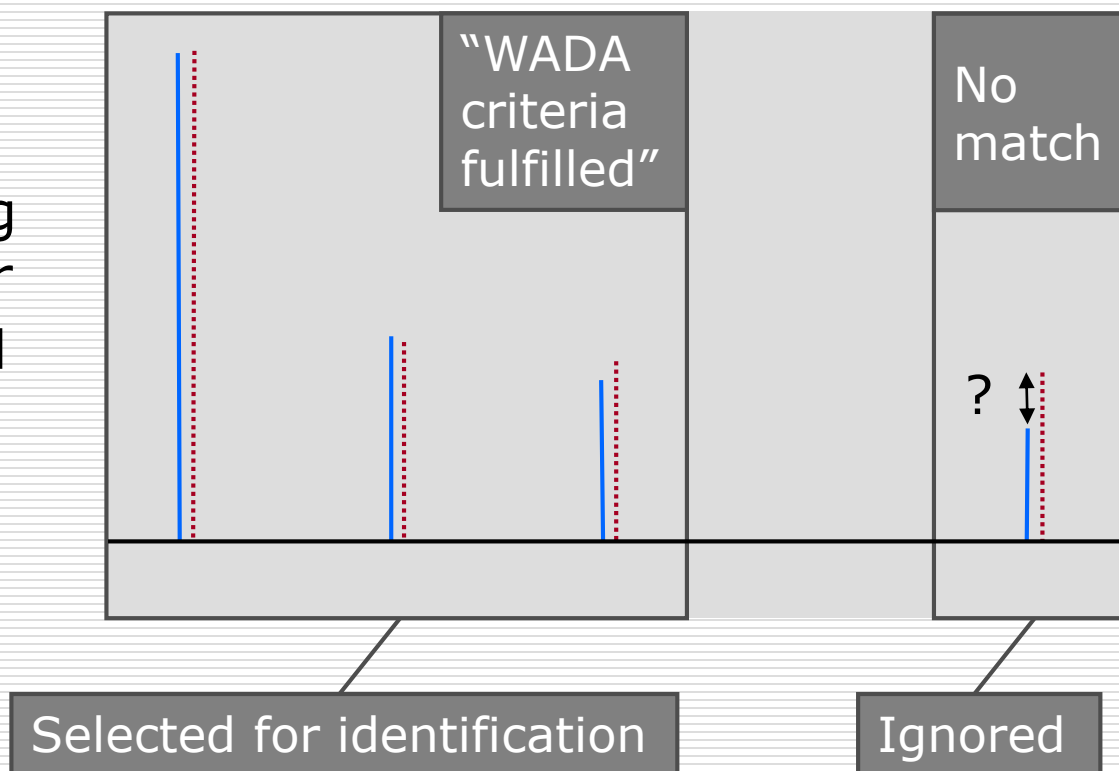 “WADA
criteria
fulfilled”
No
match
?
Selected for identification
Ignored